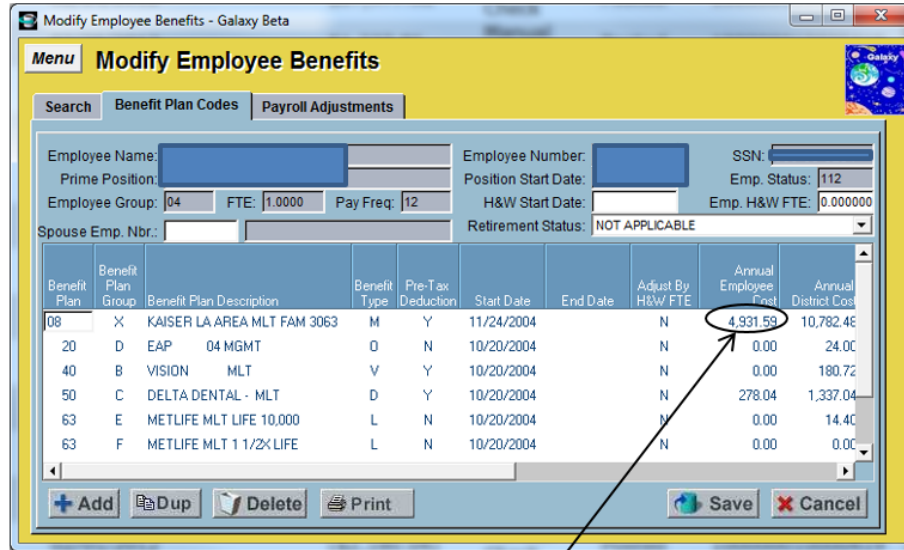 Modify Employee Benefits - Galaxy Beta
Menu Modify Employee Benefits
Galaxy
Search Benefit Plan Codes Payroll Adjustments
Employee Name: Employee Number: SSN:
Prime Position: Position Start Date: Emp. Status: 112
Employee Group: 04 FTE: 1.0000 Pay Freq: 12 H&W Start Date: Emp. H&W FTE: 0.000000
Spouse Emp. Nbr.: Retirement Status: NOT APPLICABLE
Benefit Plan Benefit Plan Group Benefit Plan Description Benefit Type Pre-Tax Deduction Start Date End Date Adjust By H&W FTE Annual Employee Cost Annual District Cost
08 X KAISER LA AREA MLT FAM 3063 M Y 11/24/2004 N 4,931.59 10,782.48
20 D EAP 04 MGMT O N 10/20/2004 N 0.00 24.00
40 B VISION MLT V Y 10/20/2004 N 0.00 180.72
50 C DELTA DENTAL - MLT D Y 10/20/2004 N 278.04 1,337.04
63 E METLIFE MLT LIFE 10,000 L N 10/20/2004 N 0.00 14.40
63 F METLIFE MLT 1 1/2X LIFE L N 10/20/2004 N 0.00 0.00
Add Dup Delete Print Save Cancel